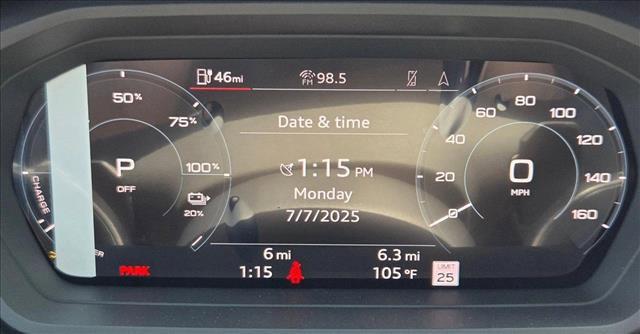 46mi
FM 98.5
50%
75%
100%
P
OFF
20%
CHARGE
Date & time
1:15 PM
Monday
7/7/2025
0
20
40
60
80
100
120
140
160
0
MPH
6 mi
6.3 mi
PARK
1:15
105 °F
LIMIT
25